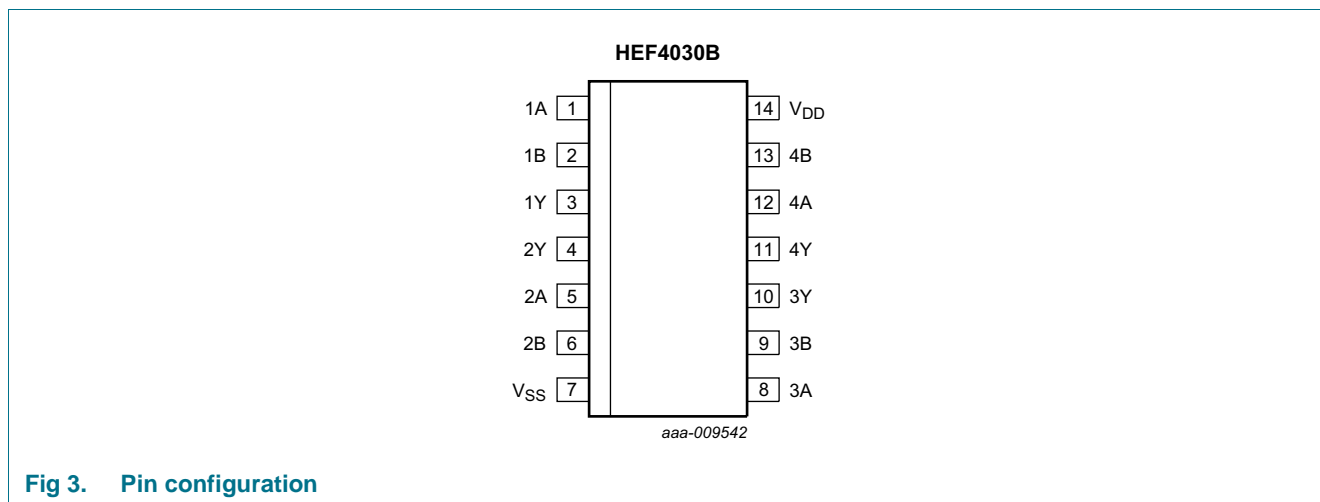 HEF4030B
1A 1 14 VDD
1B 2 13 4B
1Y 3 12 4A
2Y 4 11 4Y
2A 5 10 3Y
2B 6 9 3B
VSS 7 8 3A
aaa-009542
Fig 3. Pin configuration